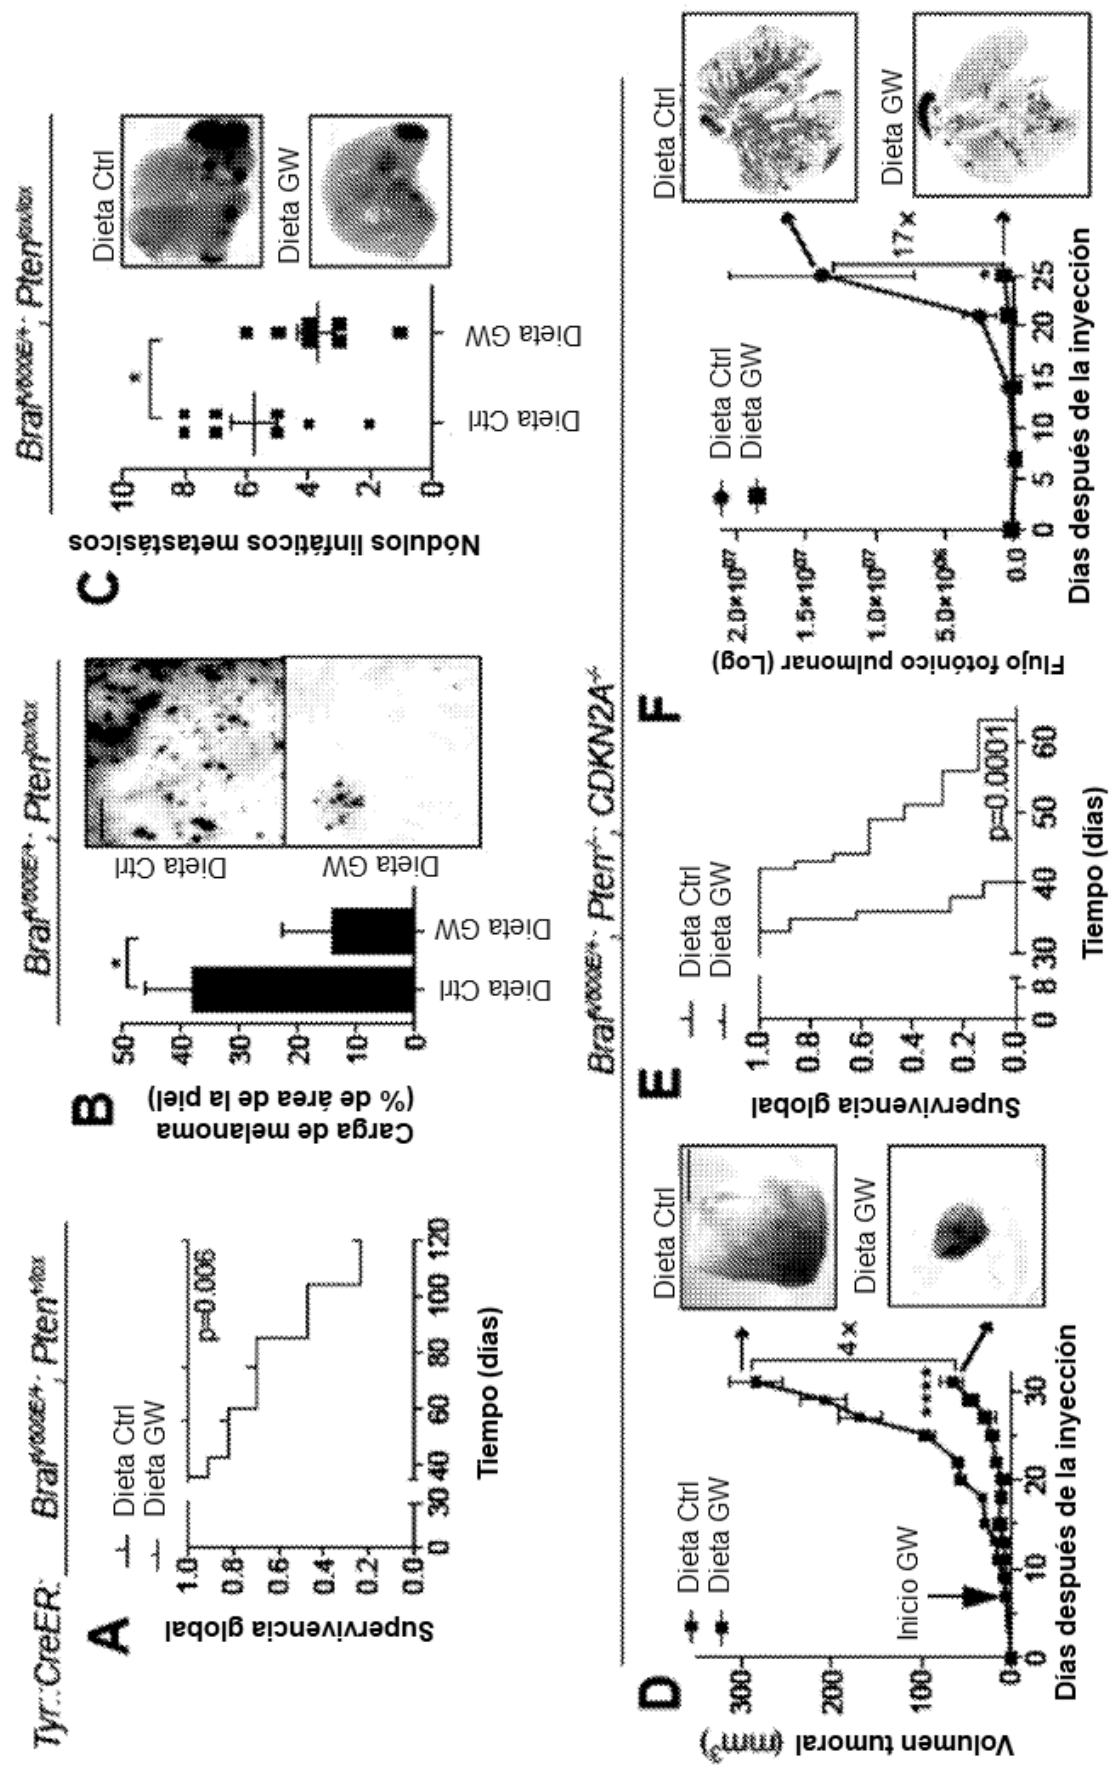 Tyr::CreER; Braf^V600E/+; Pten^+/lox
A
Supervivencia global
1.0
0.8
0.6
0.4
0.2
0.0
Dieta Ctrl
Dieta GW
p=0.006
0 30 40 60 80 100 120
Tiempo (días)
Braf^V600E/+; Pten^lox/lox
B
Carga de melanoma
(% de área de la piel)
50
40
30
20
10
0
*
Dieta Ctrl
Dieta GW
Dieta Ctrl
Dieta GW
Braf^V600E/+; Pten^lox/lox
C
Nódulos linfáticos metastásicos
10
8
6
4
2
0
*
Dieta Ctrl
Dieta GW
Dieta Ctrl
Dieta GW
Braf^V600E/+; Pten^-/-; CDKN2A^-/-
D
Volumen tumoral
(mm³)
300
200
100
0
Dieta Ctrl
Dieta GW
Inicio GW
****
4×
0 10 20 30
Días después de la inyección
Dieta Ctrl
Dieta GW
E
Supervivencia global
1.0
0.8
0.6
0.4
0.2
0.0
Dieta Ctrl
Dieta GW
p=0.0001
0 8 30 40 50 60
Tiempo (días)
F
Flujo fotónico pulmonar (Log)
2.0×10^07
1.5×10^07
1.0×10^07
5.0×10^06
0.0
Dieta Ctrl
Dieta GW
*
17×
0 5 10 15 20 25
Días después de la inyección
Dieta Ctrl
Dieta GW